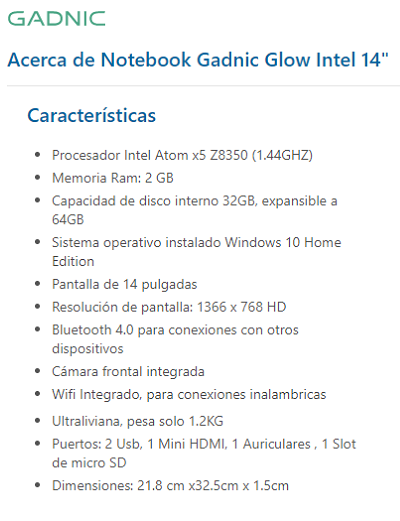 GADNIC
Acerca de Notebook Gadnic Glow Intel 14"
Características
Procesador Intel Atom x5 Z8350 (1.44GHZ)
Memoria Ram: 2 GB
Capacidad de disco interno 32GB, expansible a
64GB
Sistema operativo instalado Windows 10 Home
Edition
Pantalla de 14 pulgadas
Resolución de pantalla: 1366 x 768 HD
Bluetooth 4.0 para conexiones con otros
dispositivos
Cámara frontal integrada
Wifi Integrado, para conexiones inalambricas
Ultraliviana, pesa solo 1.2KG
Puertos: 2 Usb, 1 Mini HDMI, 1 Auriculares , 1 Slot
de micro SD
Dimensiones: 21.8 cm x32.5cm x 1.5cm